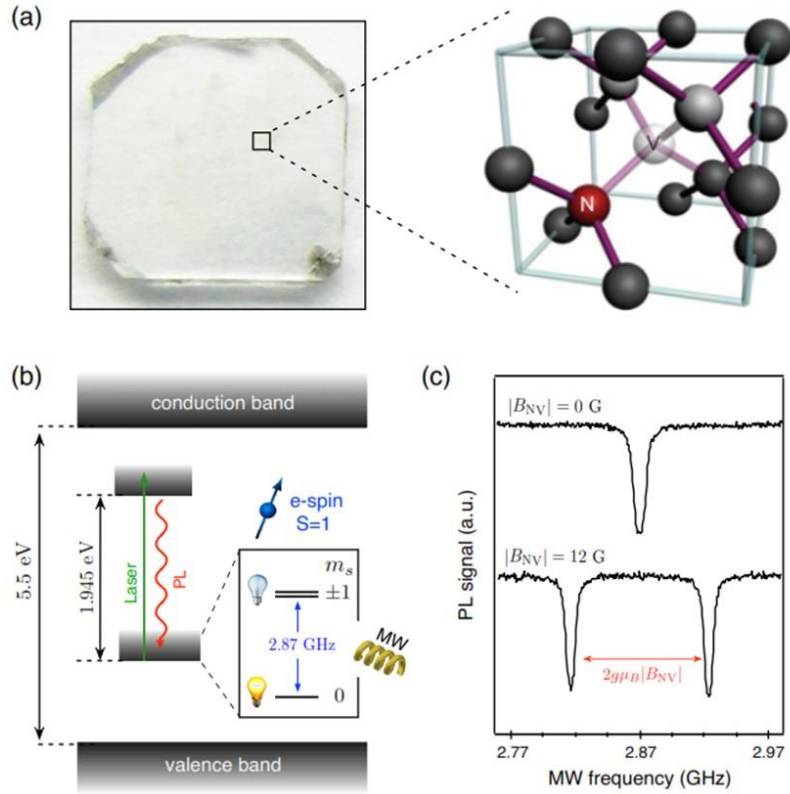 (a)
V
N
(b)
conduction band
5.5 eV
1.945 eV
Laser
PL
e-spin
S=1
m_s
±1
2.87 GHz
MW
0
valence band
(c)
PL signal (a.u.)
|B_NV| = 0 G
|B_NV| = 12 G
2gμ_B|B_NV|
2.77
2.87
2.97
MW frequency (GHz)